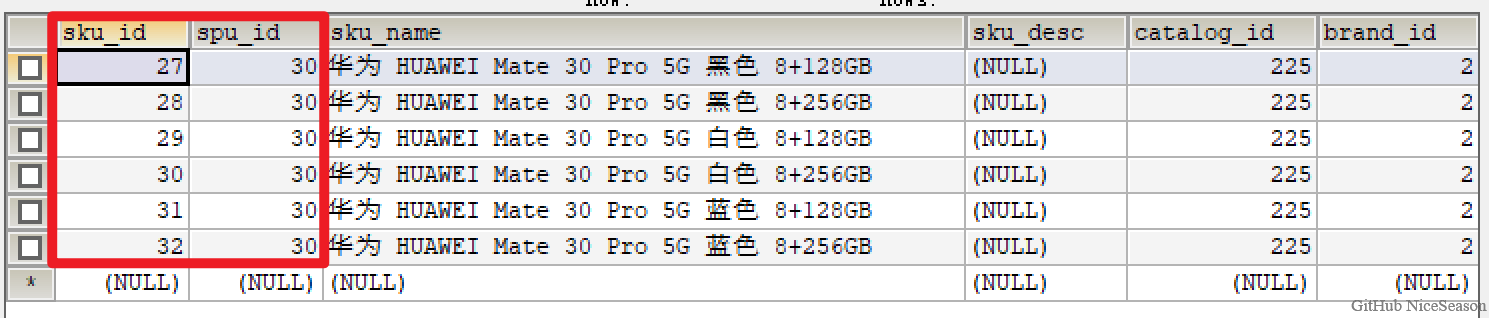 sku_id spu_id sku_name sku_desc catalog_id brand_id
27 30 华为 HUAWEI Mate 30 Pro 5G 黑色 8+128GB (NULL) 225 2
28 30 华为 HUAWEI Mate 30 Pro 5G 黑色 8+256GB (NULL) 225 2
29 30 华为 HUAWEI Mate 30 Pro 5G 白色 8+128GB (NULL) 225 2
30 30 华为 HUAWEI Mate 30 Pro 5G 白色 8+256GB (NULL) 225 2
31 30 华为 HUAWEI Mate 30 Pro 5G 蓝色 8+128GB (NULL) 225 2
32 30 华为 HUAWEI Mate 30 Pro 5G 蓝色 8+256GB (NULL) 225 2
* (NULL) (NULL) (NULL) (NULL) (NULL) (NULL)
GitHub NiceSeason